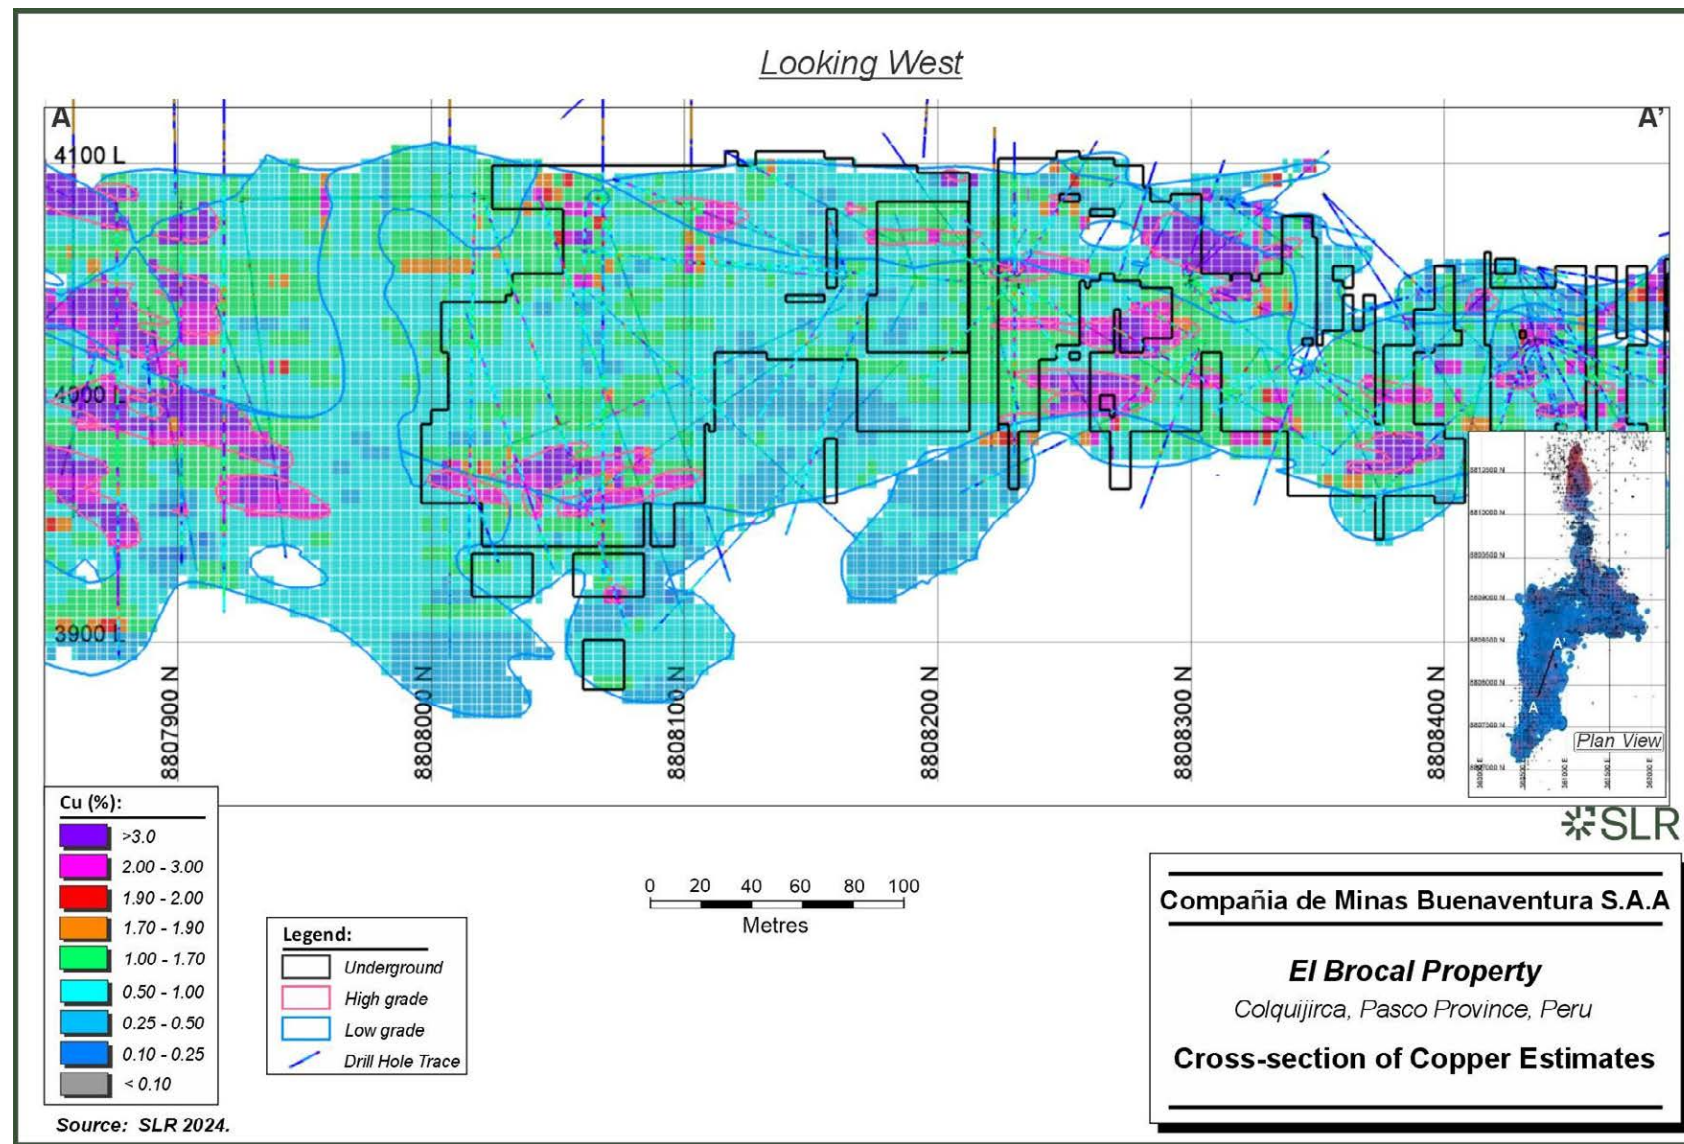 Looking West
A
A'
4100 L
4000 L
3900 L
8807900 N
8808000 N
8808100 N
8808200 N
8808300 N
8808400 N
A'
A
Plan View
Cu (%):
>3.0
2.00 - 3.00
1.90 - 2.00
1.70 - 1.90
1.00 - 1.70
0.50 - 1.00
0.25 - 0.50
0.10 - 0.25
< 0.10
Legend:
Underground
High grade
Low grade
Drill Hole Trace
0 20 40 60 80 100
Metres
SLR
Compañia de Minas Buenaventura S.A.A
El Brocal Property
Colquijirca, Pasco Province, Peru
Cross-section of Copper Estimates
Source: SLR 2024.